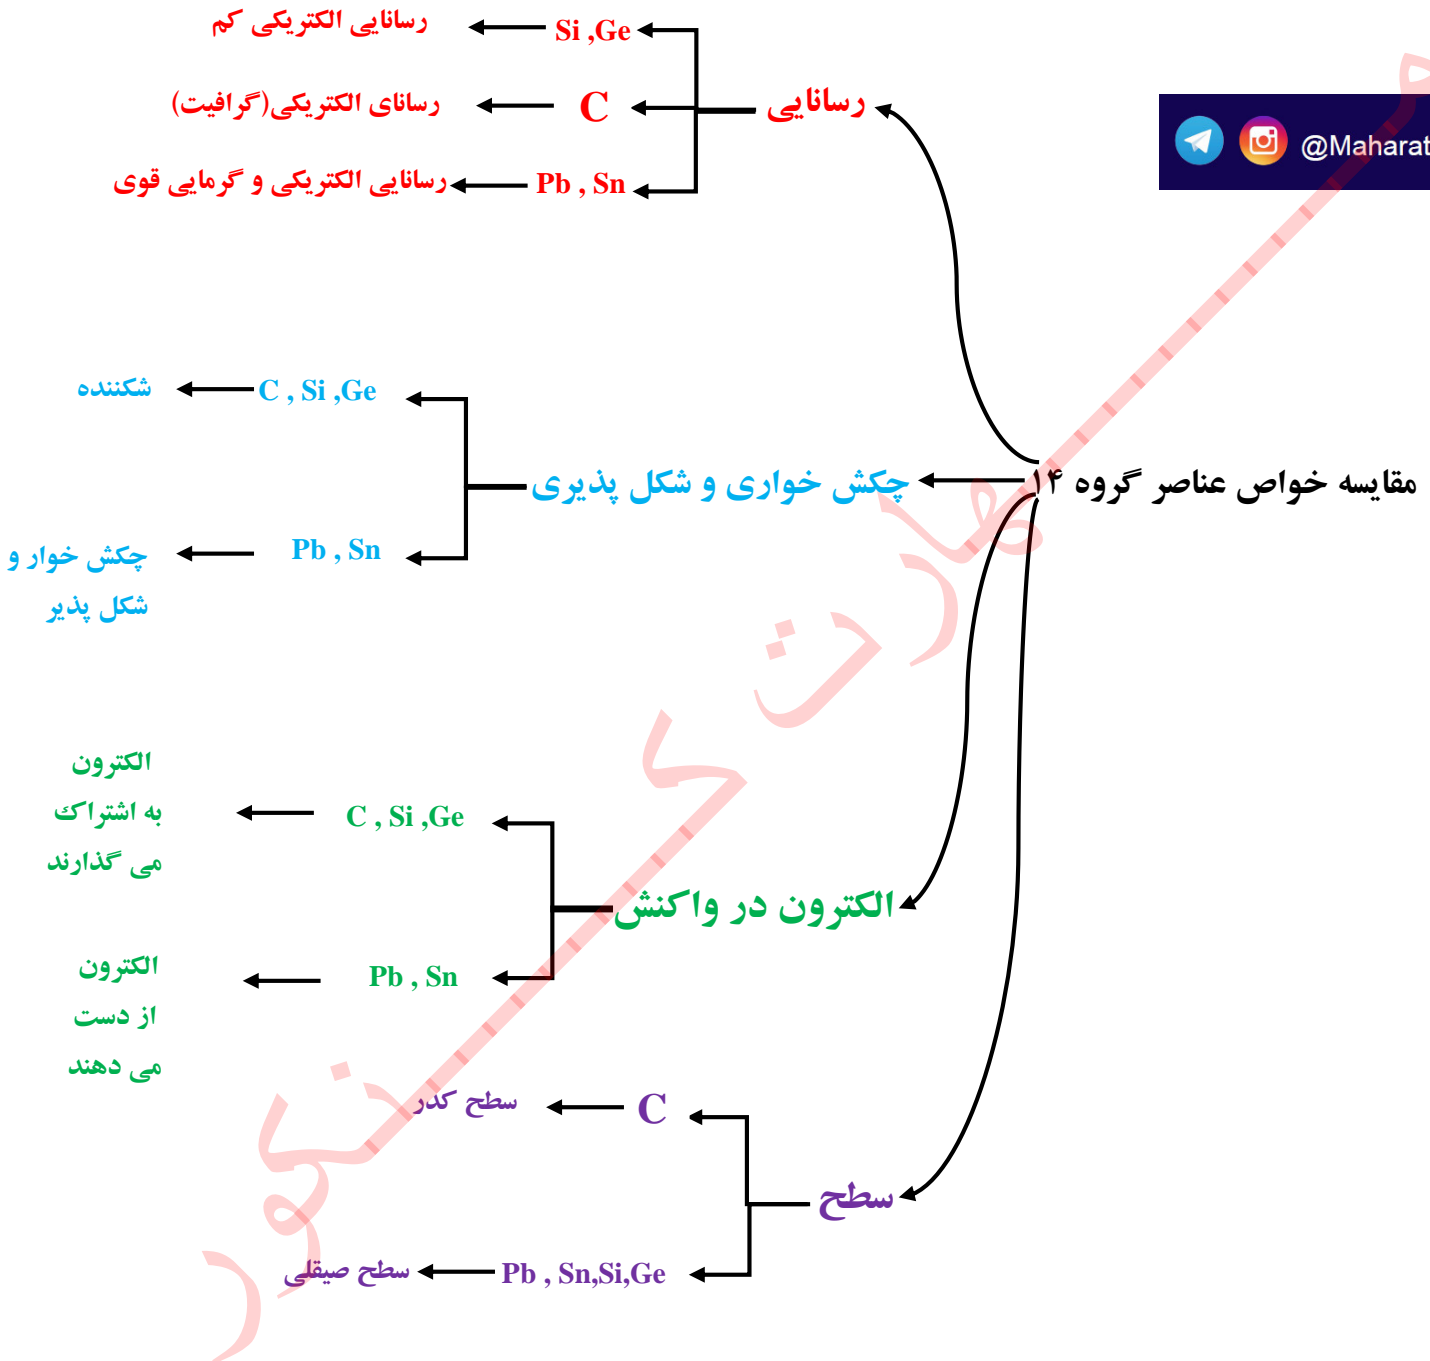 مقایسه خواص عناصر گروه ۱۴
رسانایی
Si ,Ge
رسانایی الکتریکی کم
C
رسانای الکتریکی(گرافیت)
Pb , Sn
رسانایی الکتریکی و گرمایی قوی
@Maharat
چکش خواری و شکل پذیری
C , Si ,Ge
شکننده
Pb , Sn
چکش خوار و
شکل پذیر
الکترون در واکنش
C , Si ,Ge
الکترون
به اشتراک
می گذارند
Pb , Sn
الکترون
از دست
می دهند
سطح
C
سطح کدر
Pb , Sn,Si,Ge
سطح صیقلی
مهارت کنکور